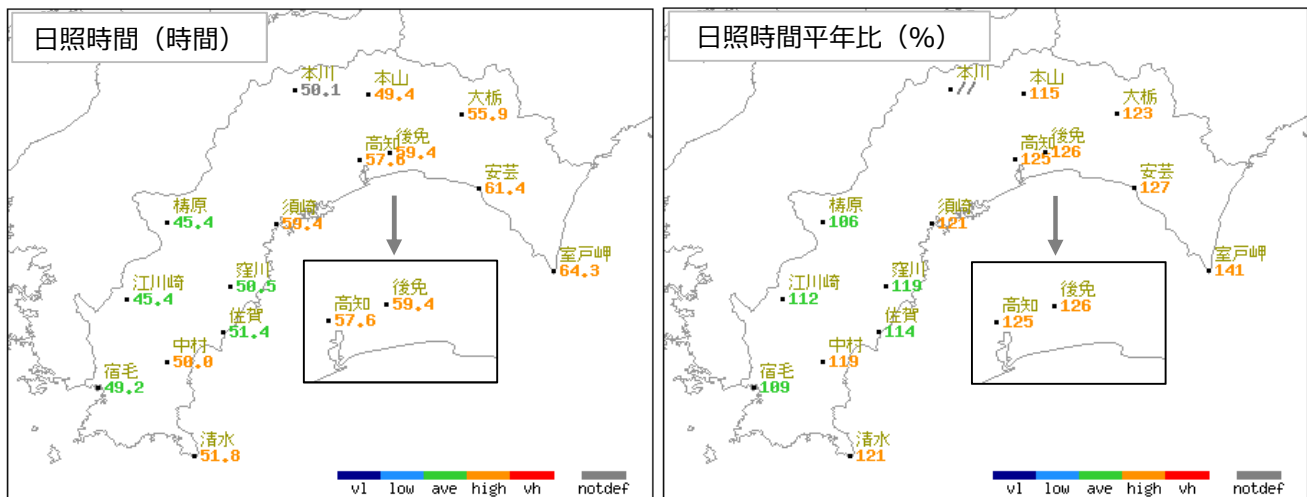 日照時間（時間）
本川
50.1
本山
49.4
大栃
55.9
高知
57.6
後免
59.4
安芸
61.4
梼原
45.4
須崎
59.4
室戸岬
64.3
江川崎
45.4
窪川
50.5
佐賀
51.4
中村
50.0
宿毛
49.2
清水
51.8
高知
57.6
後免
59.4
vl low ave high vh notdef
日照時間平年比（%）
本川
//
本山
115
大栃
123
高知
125
後免
126
安芸
127
梼原
106
須崎
121
室戸岬
141
江川崎
112
窪川
119
佐賀
114
中村
119
宿毛
109
清水
121
高知
125
後免
126
vl low ave high vh notdef